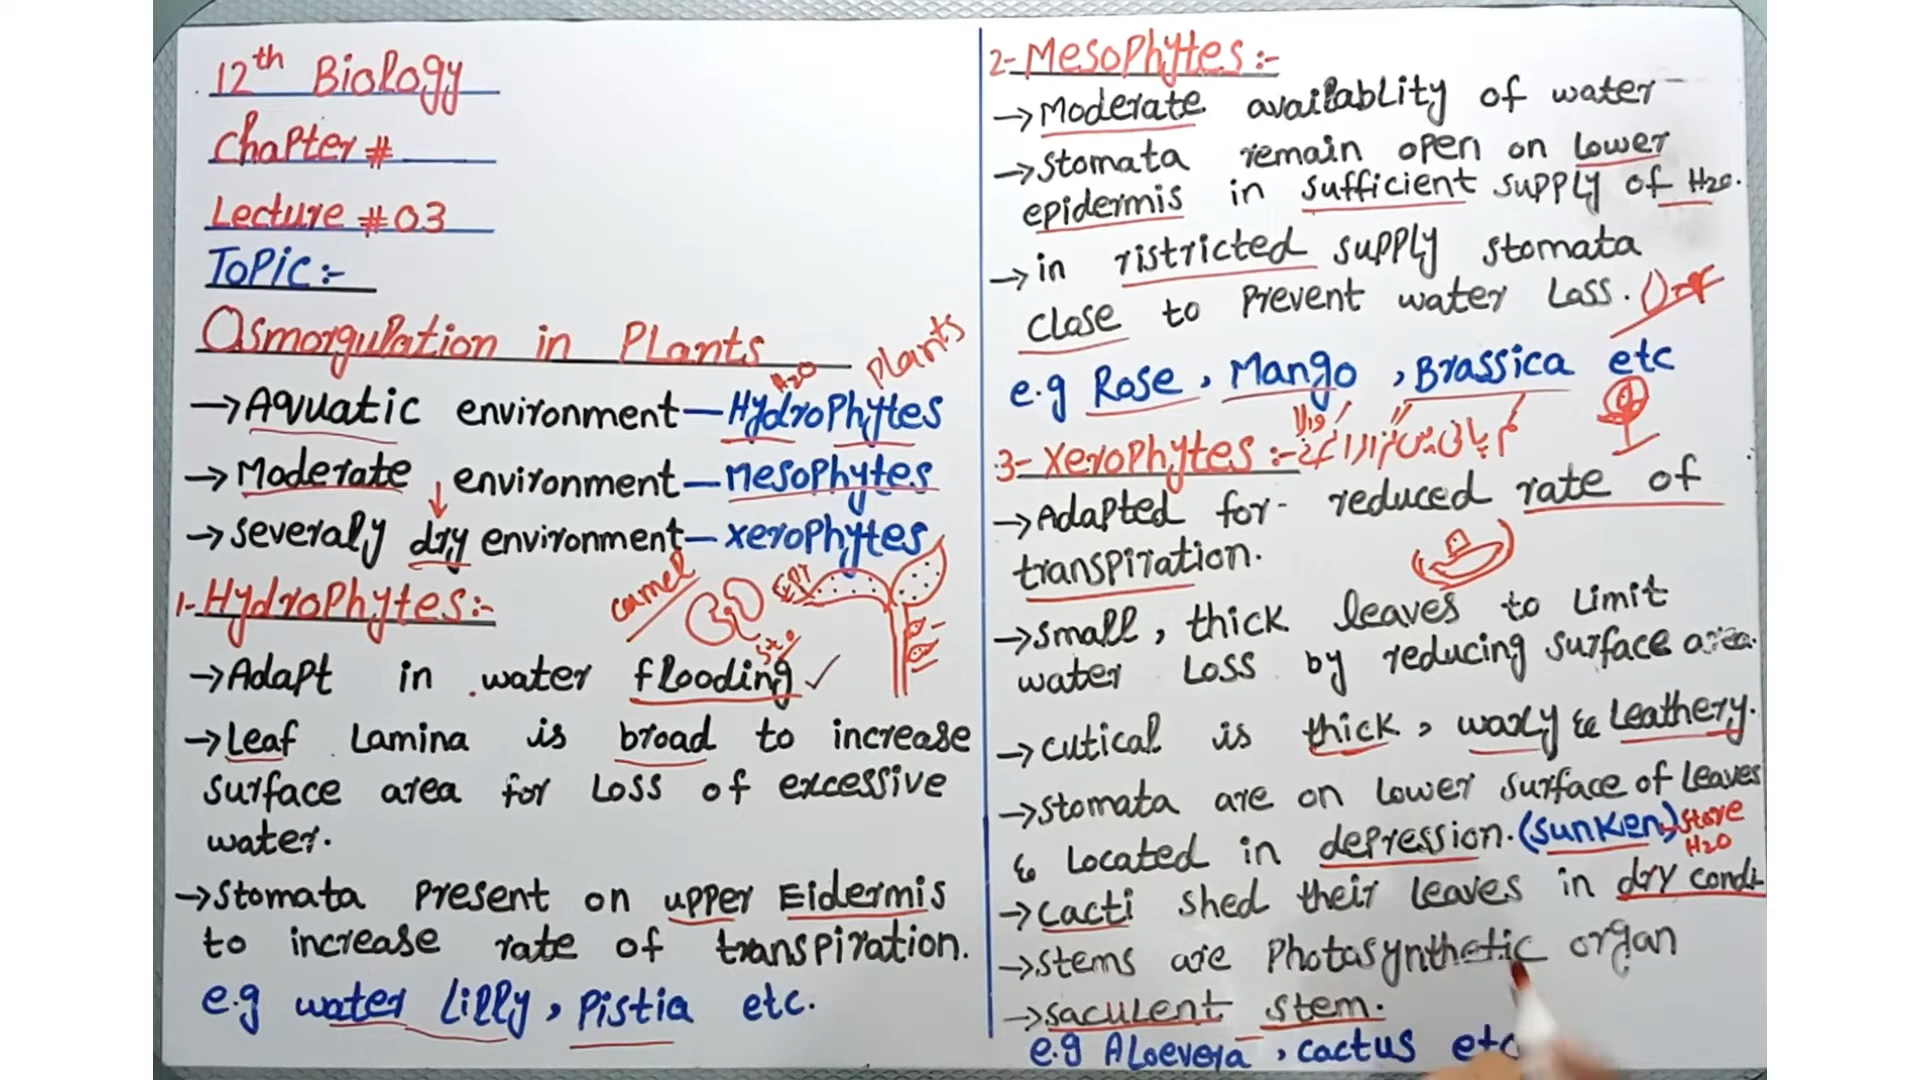 12th Biology
Chapter #
Lecture #03
Topic:-
Osmorgulation in Plants
H2O Plants
→Aquatic environment—Hydrophytes
→Moderate environment—Mesophytes
→severaly dry environment—xerophytes
1-Hydrophytes:-
camel
→Adapt in water flooding ✓
→Leaf Lamina is broad to increase
surface area for Loss of excessive
water.
→Stomata Present on upper Eidermis
to increase rate of transpiration.
e.g water Lilly, Pistia etc.
2-Mesophytes:-
→Moderate availablity of water
→Stomata remain open on Lower
epidermis in sufficient supply of H2O.
→in ristricted supply stomata
close to Prevent water Loss.
e.g Rose, Mango, Brassica etc
3-Xerophytes:-
→Adapted for reduced rate of
transpiration.
→small, thick leaves to Limit
water Loss by reducing surface area.
→cutical is thick, waxly & Leathery.
→stomata are on Lower surface of Leaves
& Located in depression. (sunken)-store
H2O
→cacti shed their leaves in dry condi
→stems are Photosynthetic organ
→saculent stem.
e.g ALoevera, cactus etc